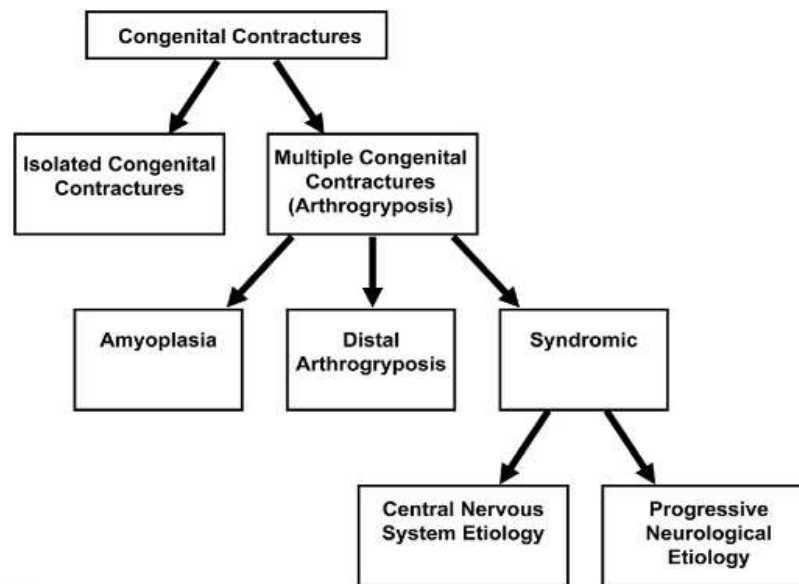 Congenital Contractures
Isolated Congenital
Contractures
Multiple Congenital
Contractures
(Arthrogryposis)
Amyoplasia
Distal
Arthrogryposis
Syndromic
Central Nervous
System Etiology
Progressive
Neurological
Etiology